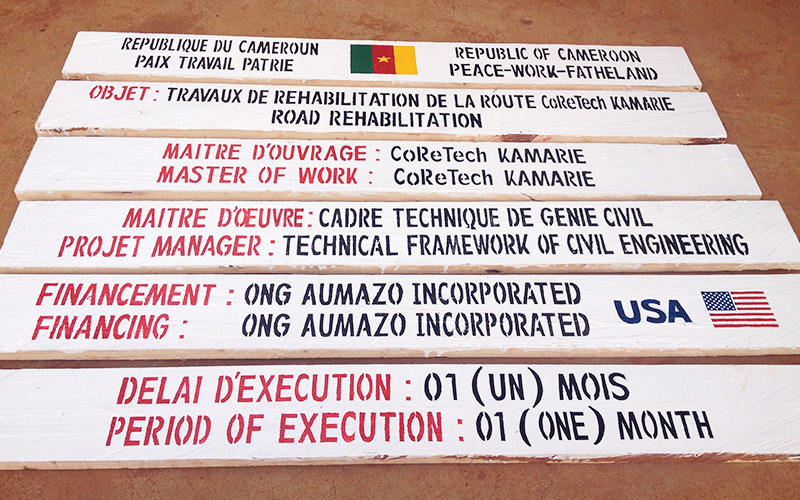 REPUBLIQUE DU CAMEROUN
PAIX TRAVAIL PATRIE
REPUBLIC OF CAMEROON
PEACE-WORK-FATHELAND
OBJET : TRAVAUX DE REHABILITATION DE LA ROUTE CoReTech KAMARIE
ROAD REHABILITATION
MAITRE D'OUVRAGE : CoReTech KAMARIE
MASTER OF WORK : CoReTech KAMARIE
MAITRE D'ŒUVRE : CADRE TECHNIQUE DE GENIE CIVIL
PROJET MANAGER : TECHNICAL FRAMEWORK OF CIVIL ENGINEERING
FINANCEMENT : ONG AUMAZO INCORPORATED
FINANCING : ONG AUMAZO INCORPORATED
USA
DELAI D'EXECUTION : 01 (UN) MOIS
PERIOD OF EXECUTION : 01 (ONE) MONTH